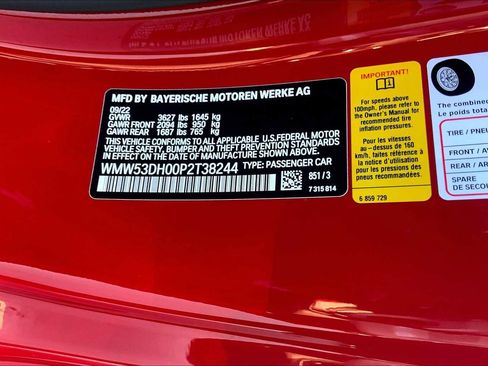 MFD BY BAYERISCHE MOTOREN WERKE AG
09/22
GVWR 3627 lbs 1645 kg
GAWR FRONT 2094 lbs 950 kg
GAWR REAR 1687 lbs 765 kg
THIS VEHICLE CONFORMS TO ALL APPLICABLE U.S.FEDERAL MOTOR
VEHICLE SAFETY, BUMPER, AND THEFT PREVENTION STANDARDS
IN EFFECT ON THE DATE OF MANUFACTURE SHOWN ABOVE.
WMW53DH00P2T38244 TYPE: PASSENGER CAR
851/3
7 315 814
IMPORTANT!
For speeds above
100mph, please refer to
the Owner's Manual for
recommended tire
inflation pressures.
Pour les vitesses
au-dessus de 160
km/h, faites référence à
la notice d'utilisation
pour les pressions des
pneus recommandées.
6 859 729
The combined
Le poids tota
TIRE / PNEU
FRONT / AV
REAR / AR
SPARE
DE SECOU